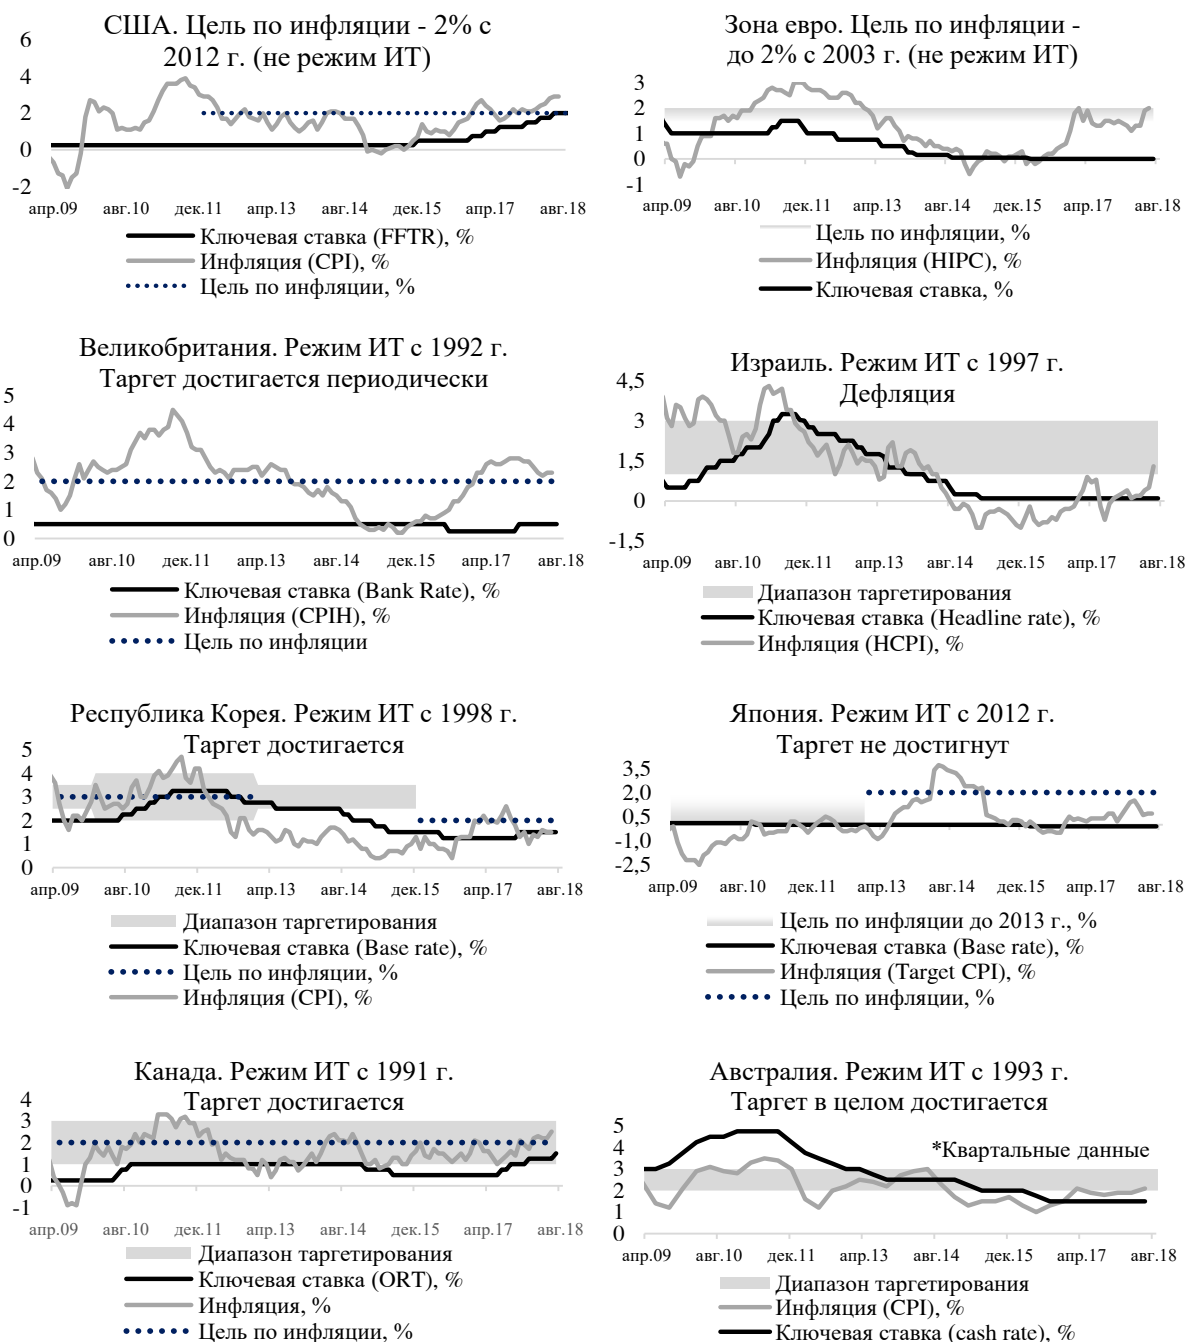 США. Цель по инфляции - 2% с
2012 г. (не режим ИТ)
6
4
2
0
-2
апр.09 авг.10 дек.11 апр.13 авг.14 дек.15 апр.17 авг.18
Ключевая ставка (FFTR), %
Инфляция (CPI), %
Цель по инфляции, %
Зона евро. Цель по инфляции -
до 2% с 2003 г. (не режим ИТ)
3
2
1
0
-1
апр.09 авг.10 дек.11 апр.13 авг.14 дек.15 апр.17 авг.18
Цель по инфляции, %
Инфляция (HIPC), %
Ключевая ставка, %
Великобритания. Режим ИТ с 1992 г.
Таргет достигается периодически
5
4
3
2
1
0
апр.09 авг.10 дек.11 апр.13 авг.14 дек.15 апр.17 авг.18
Ключевая ставка (Bank Rate), %
Инфляция (CPIH), %
Цель по инфляции
Израиль. Режим ИТ с 1997 г.
Дефляция
4,5
3
1,5
0
-1,5
апр.09 авг.10 дек.11 апр.13 авг.14 дек.15 апр.17 авг.18
Диапазон таргетирования
Ключевая ставка (Headline rate), %
Инфляция (HCPI), %
Республика Корея. Режим ИТ с 1998 г.
Таргет достигается
5
4
3
2
1
0
апр.09 авг.10 дек.11 апр.13 авг.14 дек.15 апр.17 авг.18
Диапазон таргетирования
Ключевая ставка (Base rate), %
Цель по инфляции, %
Инфляция (CPI), %
Япония. Режим ИТ с 2012 г.
Таргет не достигнут
3,5
2,0
0,5
-1,0
-2,5
апр.09 авг.10 дек.11 апр.13 авг.14 дек.15 апр.17 авг.18
Цель по инфляции до 2013 г., %
Ключевая ставка (Base rate), %
Инфляция (Target CPI), %
Цель по инфляции, %
Канада. Режим ИТ с 1991 г.
Таргет достигается
4
3
2
1
0
-1
апр.09 авг.10 дек.11 апр.13 авг.14 дек.15 апр.17 авг.18
Диапазон таргетирования
Ключевая ставка (ORT), %
Инфляция, %
Цель по инфляции, %
Австралия. Режим ИТ с 1993 г.
Таргет в целом достигается
*Квартальные данные
5
4
3
2
1
0
апр.09 авг.10 дек.11 апр.13 авг.14 дек.15 апр.17 авг.18
Диапазон таргетирования
Инфляция (CPI), %
Ключевая ставка (cash rate), %